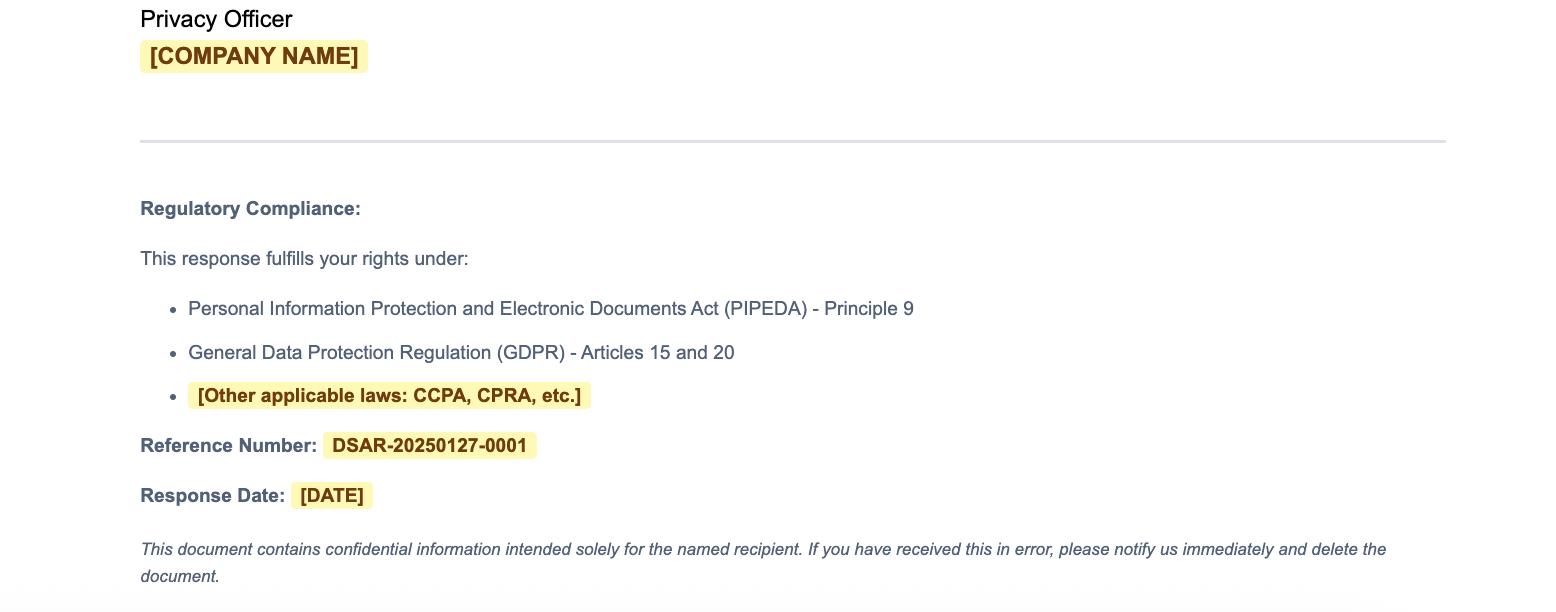 Privacy Officer
[COMPANY NAME]
Regulatory Compliance:
This response fulfills your rights under:
• Personal Information Protection and Electronic Documents Act (PIPEDA) - Principle 9
• General Data Protection Regulation (GDPR) - Articles 15 and 20
• [Other applicable laws: CCPA, CPRA, etc.]
Reference Number: DSAR-20250127-0001
Response Date: [DATE]
This document contains confidential information intended solely for the named recipient. If you have received this in error, please notify us immediately and delete the
document.